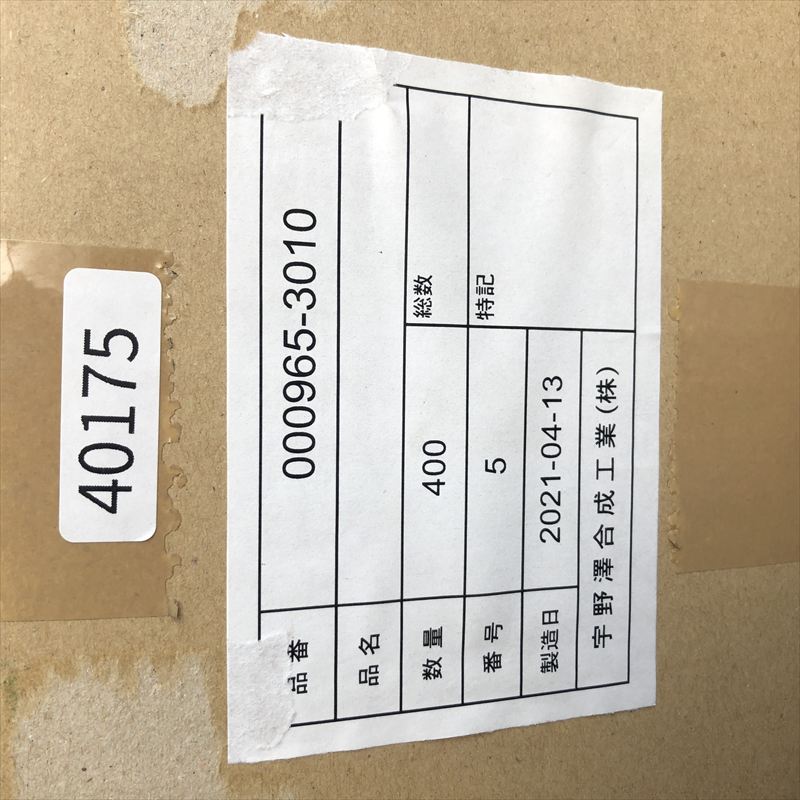 40175
品番 000965-3010
品名
数量 400 総数
番号 5 特記
製造日 2021-04-13
宇野澤合成工業(株)